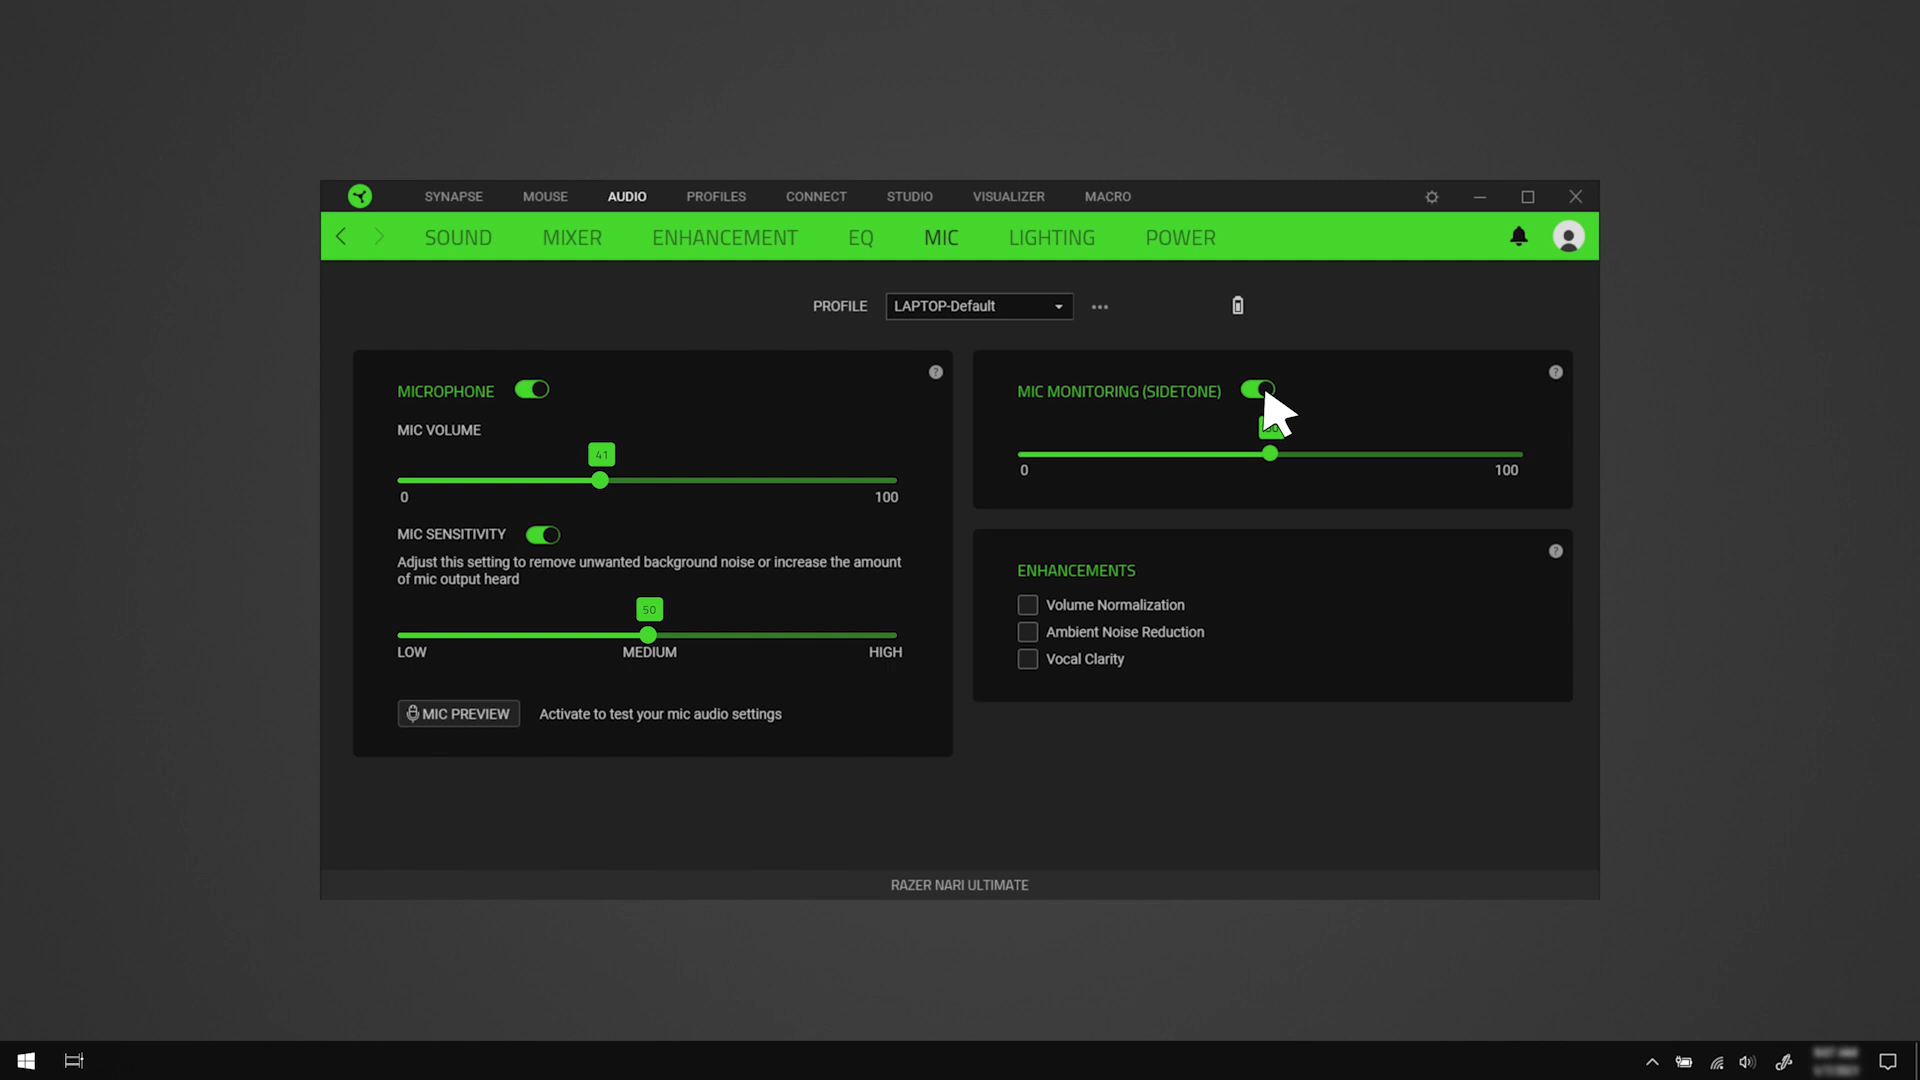 SYNAPSE MOUSE AUDIO PROFILES CONNECT STUDIO VISUALIZER MACRO
SOUND MIXER ENHANCEMENT EQ MIC LIGHTING POWER
PROFILE LAPTOP-Default
MICROPHONE
MIC VOLUME
41
0 100
MIC SENSITIVITY
Adjust this setting to remove unwanted background noise or increase the amount
of mic output heard
50
LOW MEDIUM HIGH
MIC PREVIEW Activate to test your mic audio settings
MIC MONITORING (SIDETONE)
0 100
ENHANCEMENTS
Volume Normalization
Ambient Noise Reduction
Vocal Clarity
RAZER NARI ULTIMATE